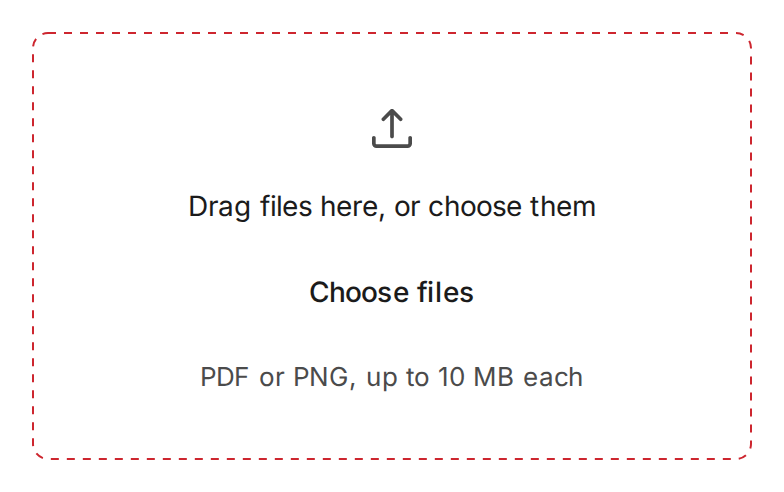 Drag files here, or choose them
Choose files
PDF or PNG, up to 10 MB each